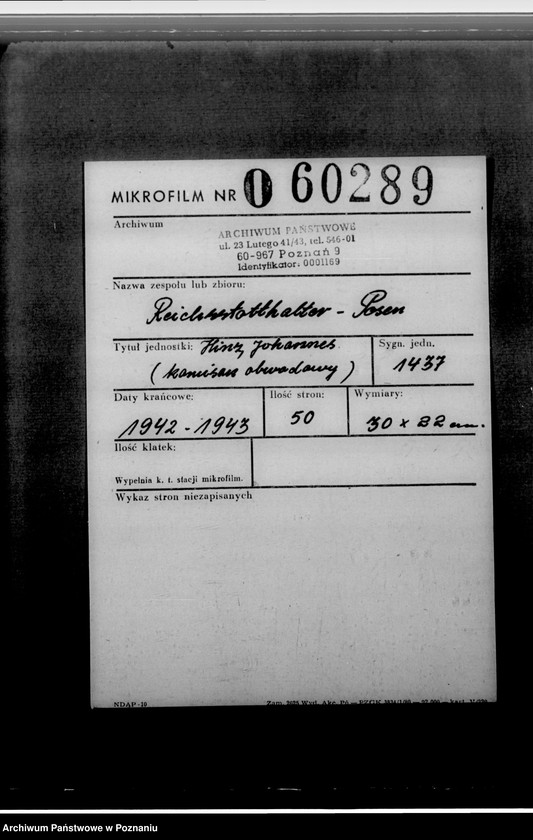 MIKROFILM NR 0 60289
Archiwum
ARCHIWUM PAŃSTWOWE
ul. 23 Lutego 41/43, tel. 546-01
60-967 Poznań 9
Identyfikator: 0001169
Nazwa zespołu lub zbioru:
Reichsstatthalter - Posen
Tytuł jednostki: Hinz Johannes
(komisarz obwodowy)
Sygn. jedn.
1437
Daty krańcowe:
1942 - 1943
Ilość stron:
50
Wymiary:
30 x 22 cm.
Ilość klatek:
Wypełnia k. t. stacji mikrofilm.
Wykaz stron niezapisanych
NDAP-10
Archiwum Państwowe w Poznaniu